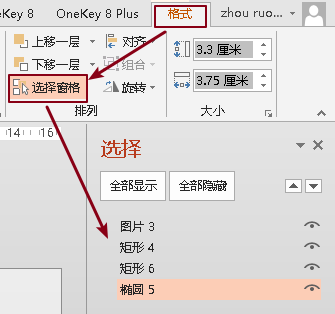 Key 8 OneKey 8 Plus 格式 zhou ruo...
上移一层 对齐 3.3 厘米
下移一层 组合 3.75 厘米
选择窗格 旋转
排列 大小
14 16
选择
全部显示 全部隐藏
图片 3
矩形 4
矩形 6
椭圆 5